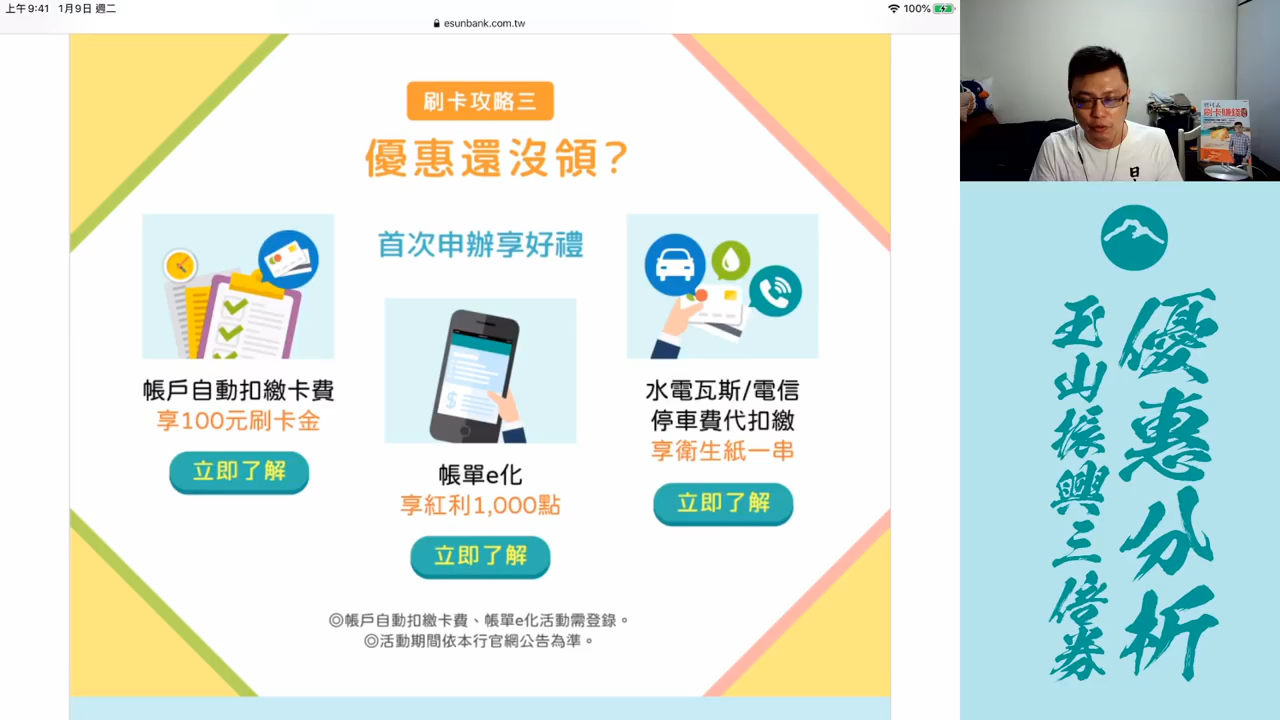 上午9:41 1月9日 週二
100%
esunbank.com.tw
刷卡攻略三
優惠還沒領?
首次申辦享好禮
帳戶自動扣繳卡費
享100元刷卡金
立即了解
帳單e化
享紅利1,000點
立即了解
水電瓦斯/電信
停車費代扣繳
享衛生紙一串
立即了解
◎帳戶自動扣繳卡費、帳單e化活動需登錄。
◎活動期間依本行官網公告為準。
刷卡賺錢
日
優惠分析
玉山振興三倍券